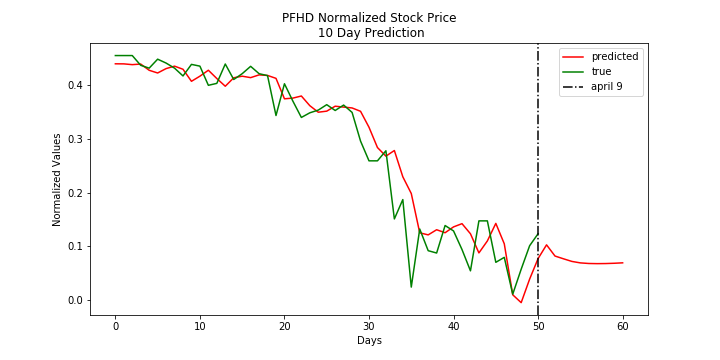 PFHD Normalized Stock Price
10 Day Prediction
predicted
true
april 9
Normalized Values
0.4
0.3
0.2
0.1
0.0
0 10 20 30 40 50 60
Days